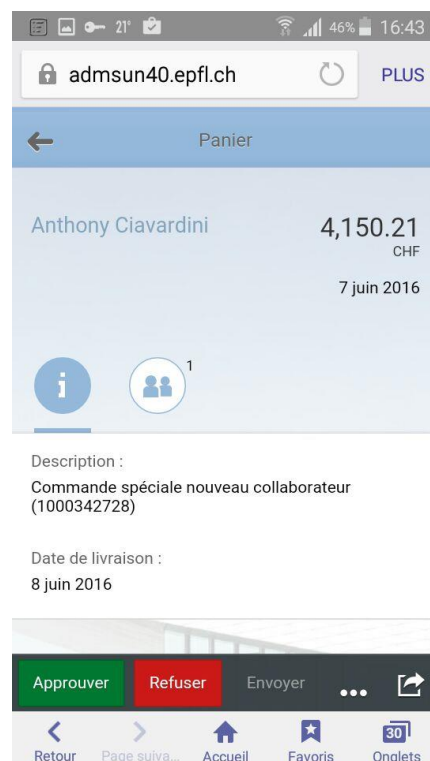 21° 46% 16:43
admsun40.epfl.ch PLUS
Panier
Anthony Ciavardini 4,150.21
CHF
7 juin 2016
i 1
Description :
Commande spéciale nouveau collaborateur
(1000342728)
Date de livraison :
8 juin 2016
Approuver Refuser Envoyer ...
30
Retour Page suiva... Accueil Favoris Onglets